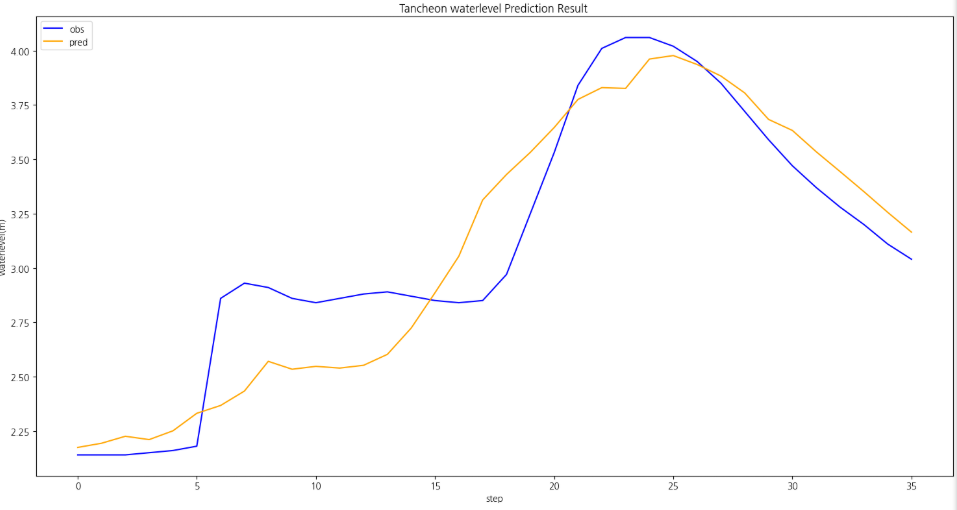 Tancheon waterlevel Prediction Result
obs
pred
4.00
3.75
3.50
3.25
3.00
2.75
2.50
2.25
waterlevel(m)
0 5 10 15 20 25 30 35
step